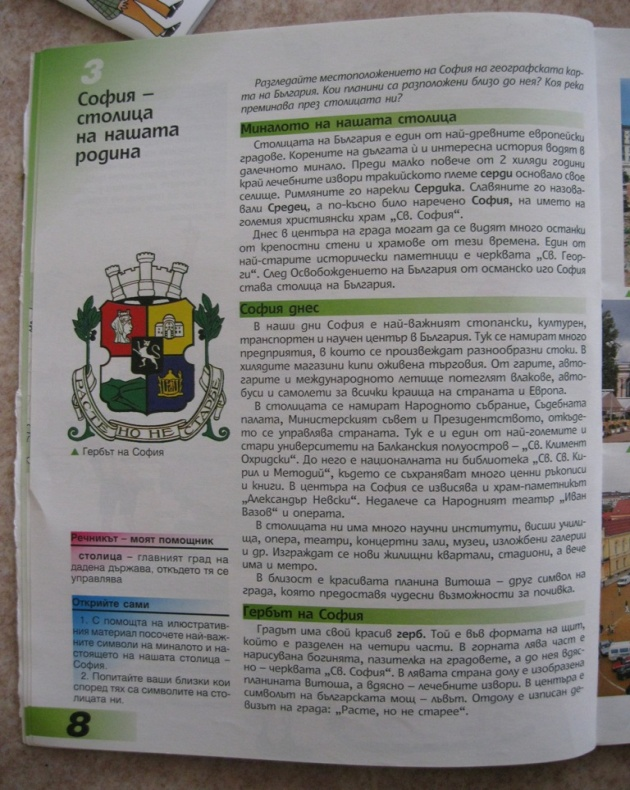 3
София –
столица
на нашата
родина
Разгледайте местоположението на София на географската кар-
та на България. Кои планини са разположени близо до нея? Коя река
преминава през столицата ни?
Миналото на нашата столица
Столицата на България е един от най-древните европейски
градове. Корените на дългата ѝ и интересна история водят в
далечното минало. Преди малко повече от 2 хиляди години
край лечебните извори тракийското племе серди основало свое
селище. Римляните го нарекли Сердика. Славяните го назова-
вали Средец, а по-късно било наречено София, на името на
големия християнски храм „Св. София“.
Днес в центъра на града могат да се видят много останки
от крепостни стени и храмове от тези времена. Един от
най-старите исторически паметници е черквата „Св. Геор-
ги“. След Освобождението на България от османско иго София
става столица на България.
София днес
В наши дни София е най-важният стопански, културен,
транспортен и научен център в България. Тук се намират много
предприятия, в които се произвеждат разнообразни стоки. В
хилядите магазини кипи оживена търговия. От гарите, авто-
гарите и международното летище потеглят влакове, авто-
буси и самолети за всички краища на страната и Европа.
В столицата се намират Народното събрание, Съдебната
палата, Министерският съвет и Президентството, откъде-
то се управлява страната. Тук е и един от най-големите и
стари университети на Балканския полуостров – „Св. Климент
Охридски“. До него е националната ни библиотека „Св. Св. Ки-
рил и Методий“, където се съхраняват много ценни ръкописи
и книги. В центъра на София се извисява и храм-паметникът
„Александър Невски“. Недалече са Народният театър „Иван
Вазов“ и операта.
В столицата ни има много научни институти, висши учили-
ща, опера, театри, концертни зали, музеи, изложбени галерии
и др. Изграждат се нови жилищни квартали, стадиони, а вече
има и метро.
В близост е красивата планина Витоша – друг символ на
града, която предоставя чудесни възможности за почивка.
Гербът на София
Градът има свой красив герб. Той е във формата на щит,
който е разделен на четири части. В горната лява част е
нарисувана богинята, пазителка на градовете, а до нея вдяс-
но – черквата „Св. София“. В лявата страна долу е изобразена
планината Витоша, а вдясно – лечебните извори. В центъра е
символът на българската мощ – лъвът. Отдолу е изписан де-
визът на града: „Расте, но не старее“.
РАСТЕ НО НЕ СТАРѢЕ
▲ Гербът на София
Речникът – моят помощник
столица – главният град на
дадена държава, откъдето тя се
управлява
Открийте сами
1. С помощта на илюстратив-
ния материал посочете най-важ-
ните символи на миналото и на-
стоящето на нашата столица –
София.
2. Попитайте ваши близки кои
според тях са символите на сто-
лицата ни.
8